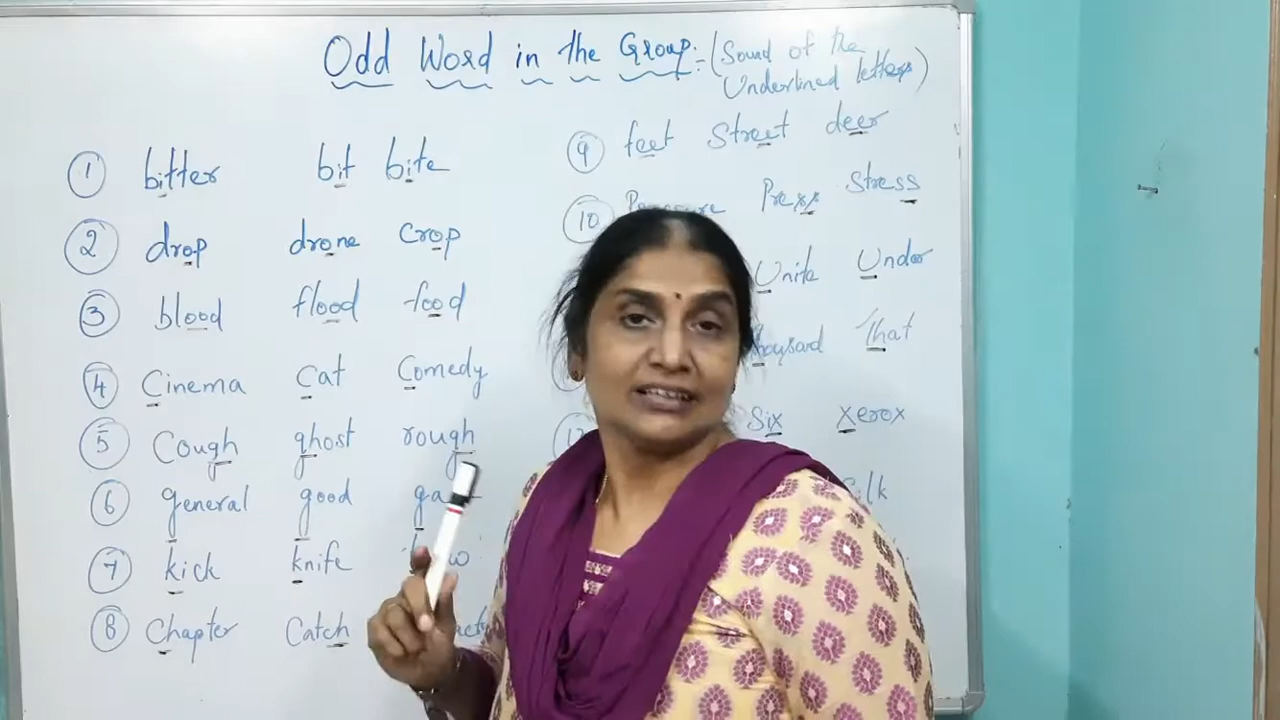 Odd Word in the Group:- (Sound of the
Underlined letters)
1 bitter bit bite
2 drop drone crop
3 blood flood food
4 Cinema Cat Comedy
5 Cough ghost rough
6 general good
7 kick knife
8 Chapter Catch
9 feet Street deer
10 Press Stress
Unite Under
That
Six Xerox